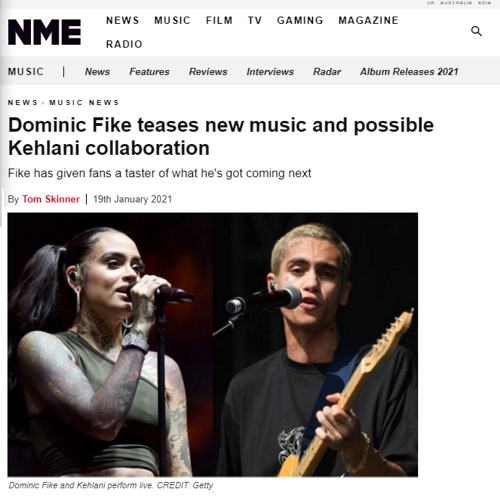 UK AUSTRALIA ASIA
NME
NEWS MUSIC FILM TV GAMING MAGAZINE
RADIO
MUSIC | News Features Reviews Interviews Radar Album Releases 2021
NEWS › MUSIC NEWS
Dominic Fike teases new music and possible
Kehlani collaboration
Fike has given fans a taster of what he's got coming next
By Tom Skinner | 19th January 2021
Dominic Fike and Kehlani perform live. CREDIT: Getty